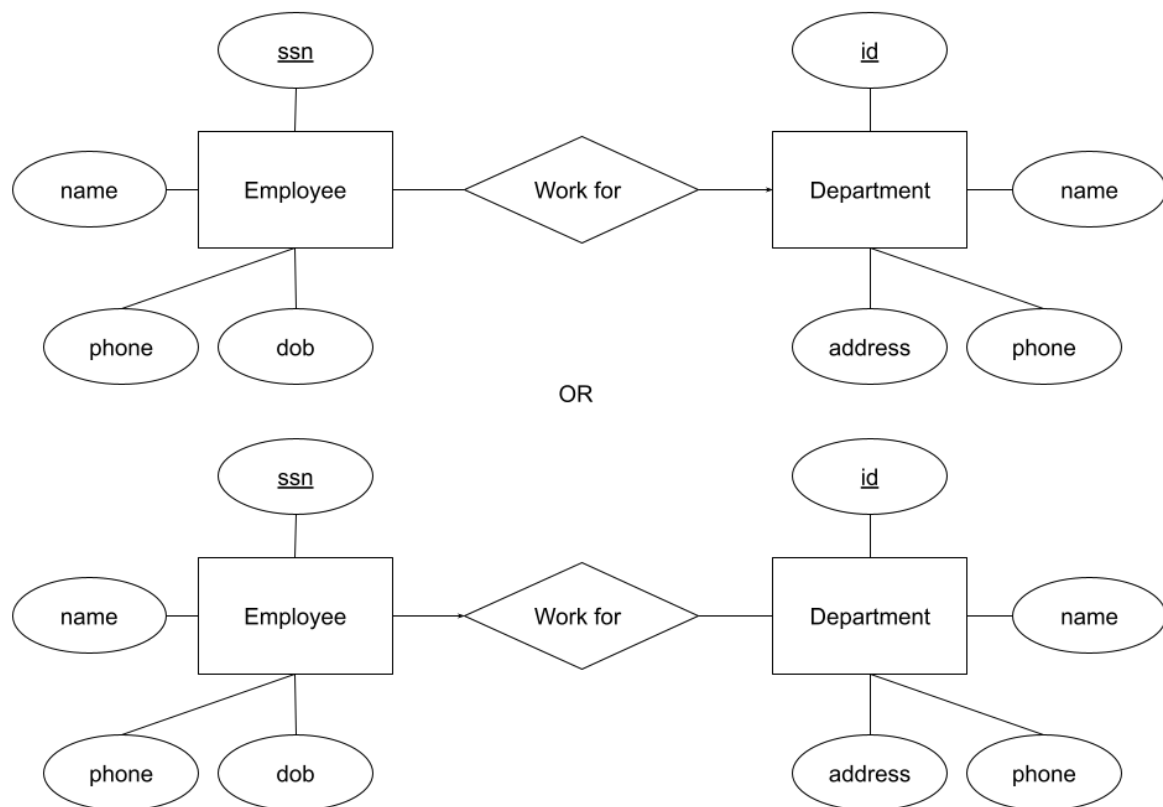 ssn
id
name
Employee
Work for
Department
name
phone
dob
address
phone
OR
ssn
id
name
Employee
Work for
Department
name
phone
dob
address
phone